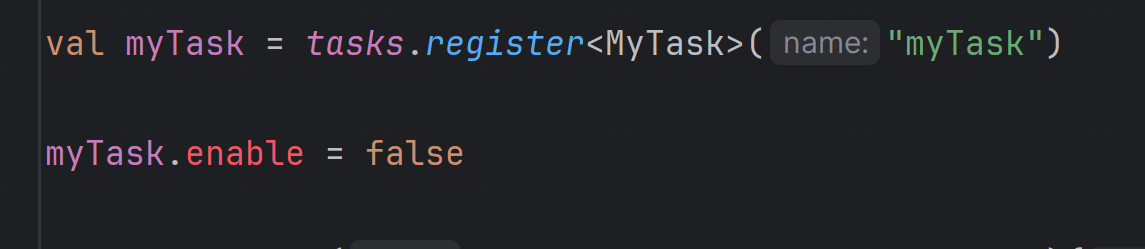 val myTask = tasks.register<MyTask>( name: "myTask")
myTask.enable = false